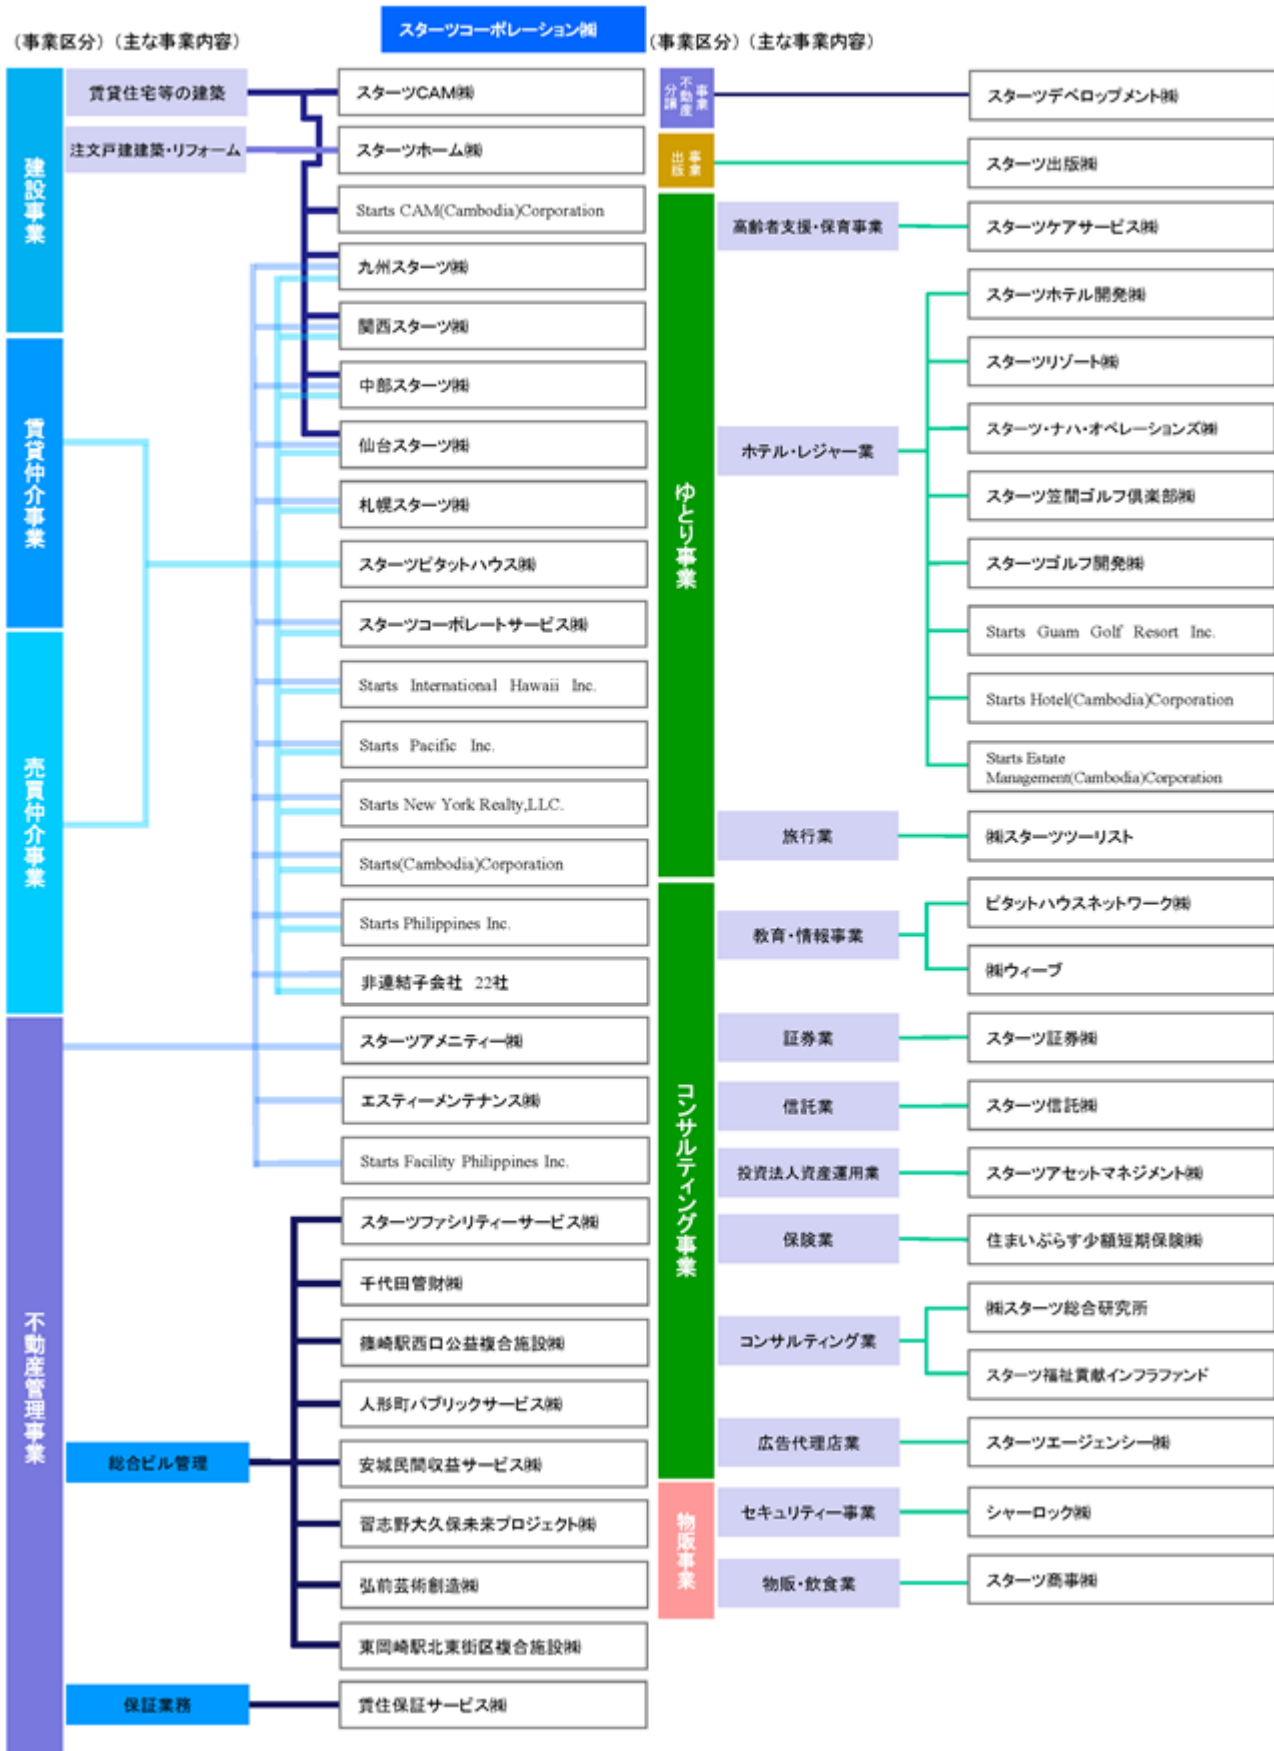 スターツコーポレーション㈱
(事業区分)(主な事業内容)
建設事業
賃貸住宅等の建築
注文戸建建築・リフォーム
賃貸仲介事業
売買仲介事業
不動産管理事業
総合ビル管理
保証業務
スターツCAM㈱
スターツホーム㈱
Starts CAM(Cambodia)Corporation
九州スターツ㈱
関西スターツ㈱
中部スターツ㈱
仙台スターツ㈱
札幌スターツ㈱
スターツピタットハウス㈱
スターツコーポレートサービス㈱
Starts International Hawaii Inc.
Starts Pacific Inc.
Starts New York Realty,LLC.
Starts(Cambodia)Corporation
Starts Philippines Inc.
非連結子会社 22社
スターツアメニティー㈱
エスティーメンテナンス㈱
Starts Facility Philippines Inc.
スターツファシリティーサービス㈱
千代田管財㈱
篠崎駅西口公益複合施設㈱
人形町パブリックサービス㈱
安城民間収益サービス㈱
習志野大久保未来プロジェクト㈱
弘前芸術創造㈱
東岡崎駅北東街区複合施設㈱
賃住保証サービス㈱
(事業区分)(主な事業内容)
不動産
分譲
事業
スターツデベロップメント㈱
出版
事業
スターツ出版㈱
ゆとり事業
高齢者支援・保育事業
スターツケアサービス㈱
ホテル・レジャー業
スターツホテル開発㈱
スターツリゾート㈱
スターツ・ナハ・オペレーションズ㈱
スターツ笠間ゴルフ倶楽部㈱
スターツゴルフ開発㈱
Starts Guam Golf Resort Inc.
Starts Hotel(Cambodia)Corporation
Starts Estate
Management(Cambodia)Corporation
旅行業
㈱スターツツーリスト
コンサルティング事業
教育・情報事業
ピタットハウスネットワーク㈱
㈱ウィーブ
証券業
スターツ証券㈱
信託業
スターツ信託㈱
投資法人資産運用業
スターツアセットマネジメント㈱
保険業
住まいぷらす少額短期保険㈱
コンサルティング業
㈱スターツ総合研究所
スターツ福祉貢献インフラファンド
広告代理店業
スターツエージェンシー㈱
物販事業
セキュリティー事業
シャーロック㈱
物販・飲食業
スターツ商事㈱